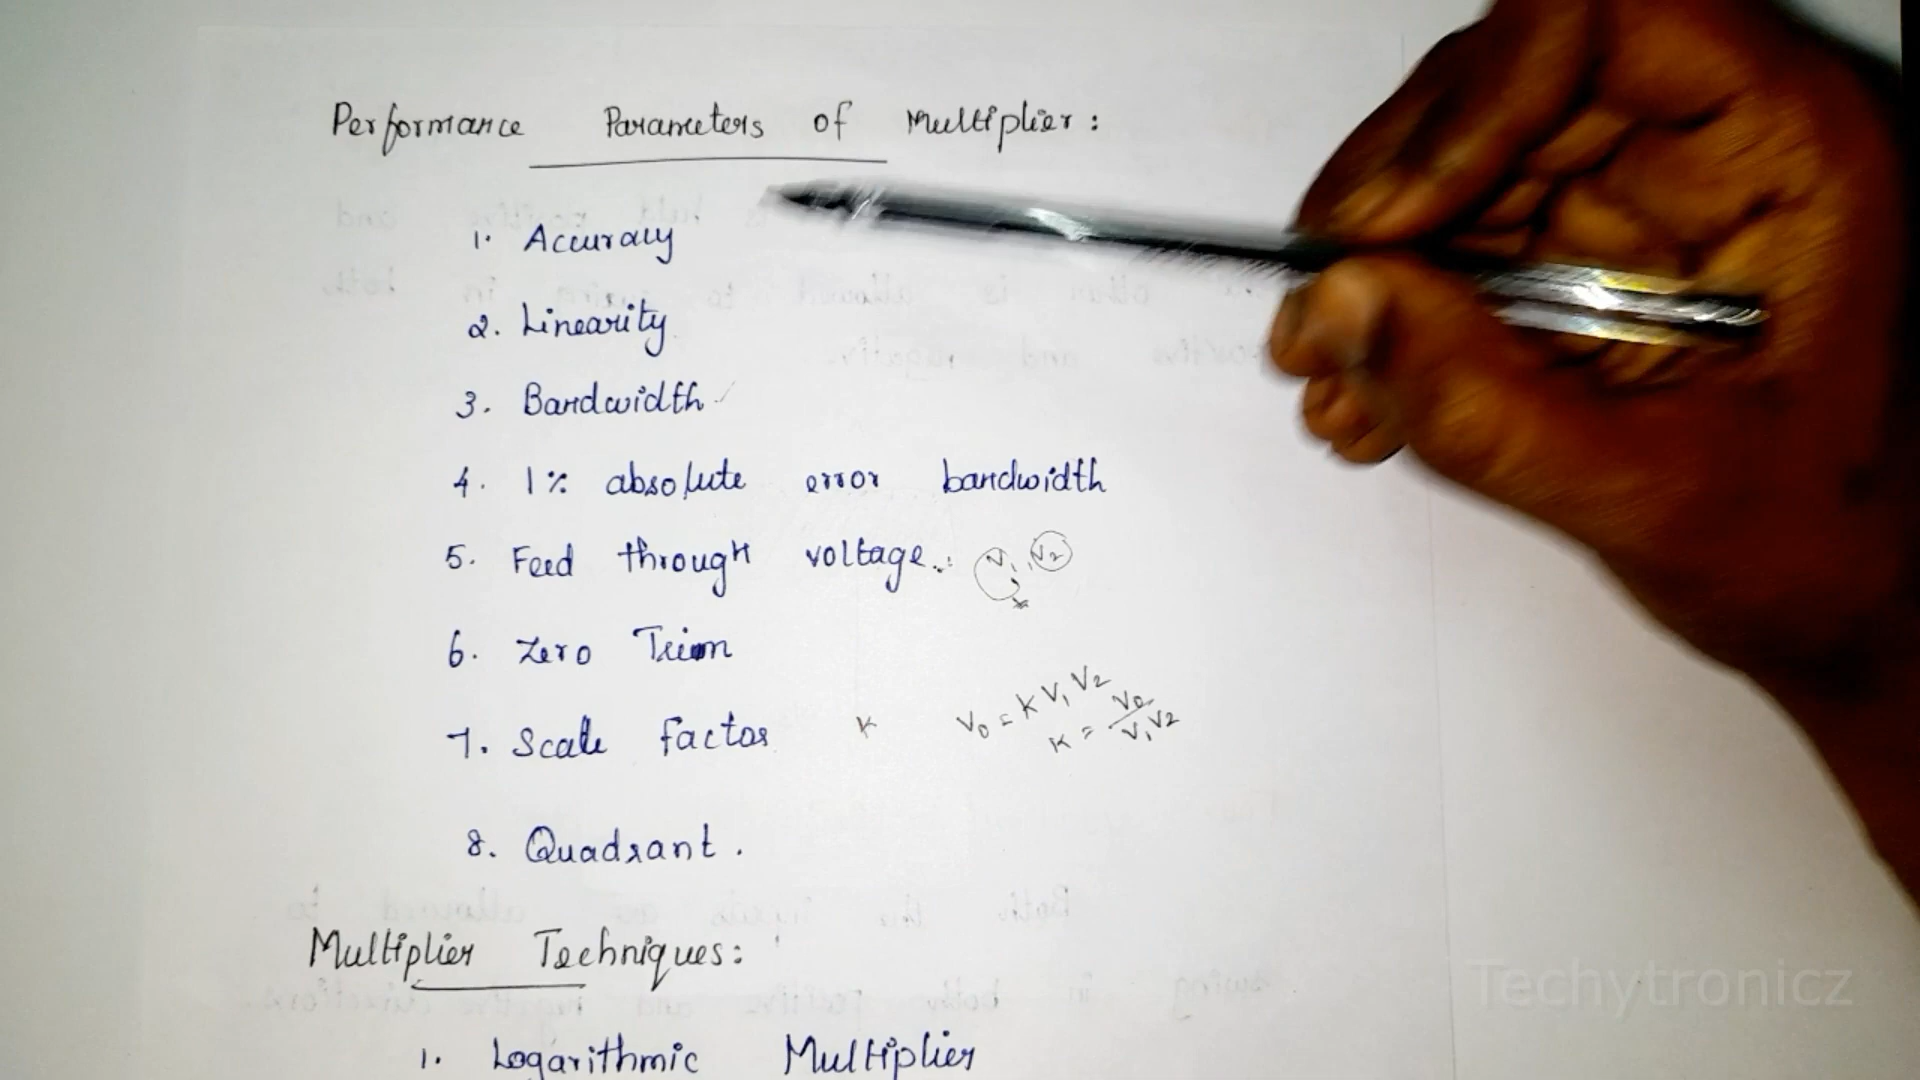 Performance Parameters of Multiplier:
1. Accuracy
2. Linearity
3. Bandwidth
4. 1% absolute error bandwidth
5. Feed through voltage.: V1, V2
6. Zero Trim
7. Scale factor K V0 = K V1 V2
K = V0 / V1 V2
8. Quadrant.
Multiplier Techniques:
Techytronicz
1. Logarithmic Multiplier